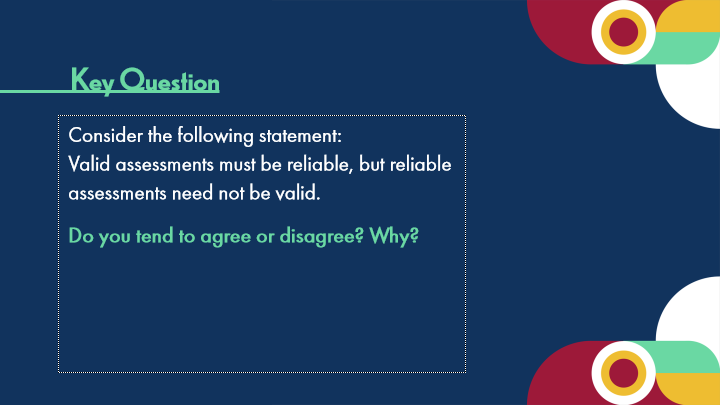 Key Question
Consider the following statement:
Valid assessments must be reliable, but reliable
assessments need not be valid.
Do you tend to agree or disagree? Why?